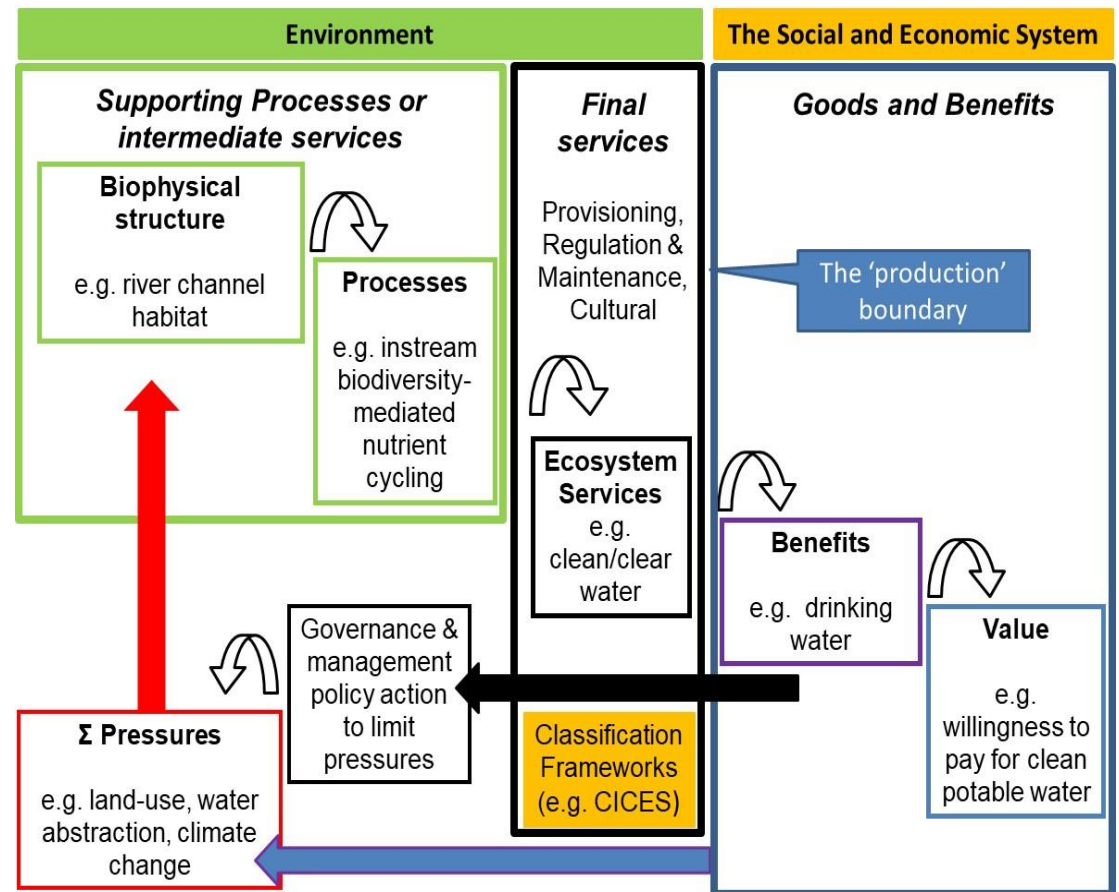 Environment
The Social and Economic System
Supporting Processes or
intermediate services
Biophysical
structure
e.g. river channel
habitat
Processes
e.g. instream
biodiversity-
mediated
nutrient
cycling
Final
services
Provisioning,
Regulation &
Maintenance,
Cultural
Ecosystem
Services
e.g.
clean/clear
water
Goods and Benefits
The ‘production’
boundary
Benefits
e.g. drinking
water
Value
e.g.
willingness to
pay for clean
potable water
Governance &
management
policy action
to limit
pressures
Classification
Frameworks
(e.g. CICES)
Σ Pressures
e.g. land-use, water
abstraction, climate
change